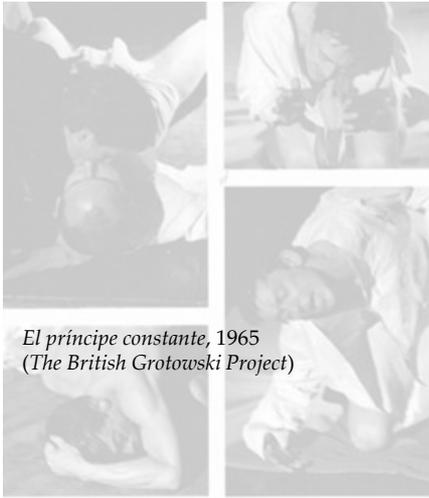 El príncipe constante, 1965
(The British Grotowski Project)